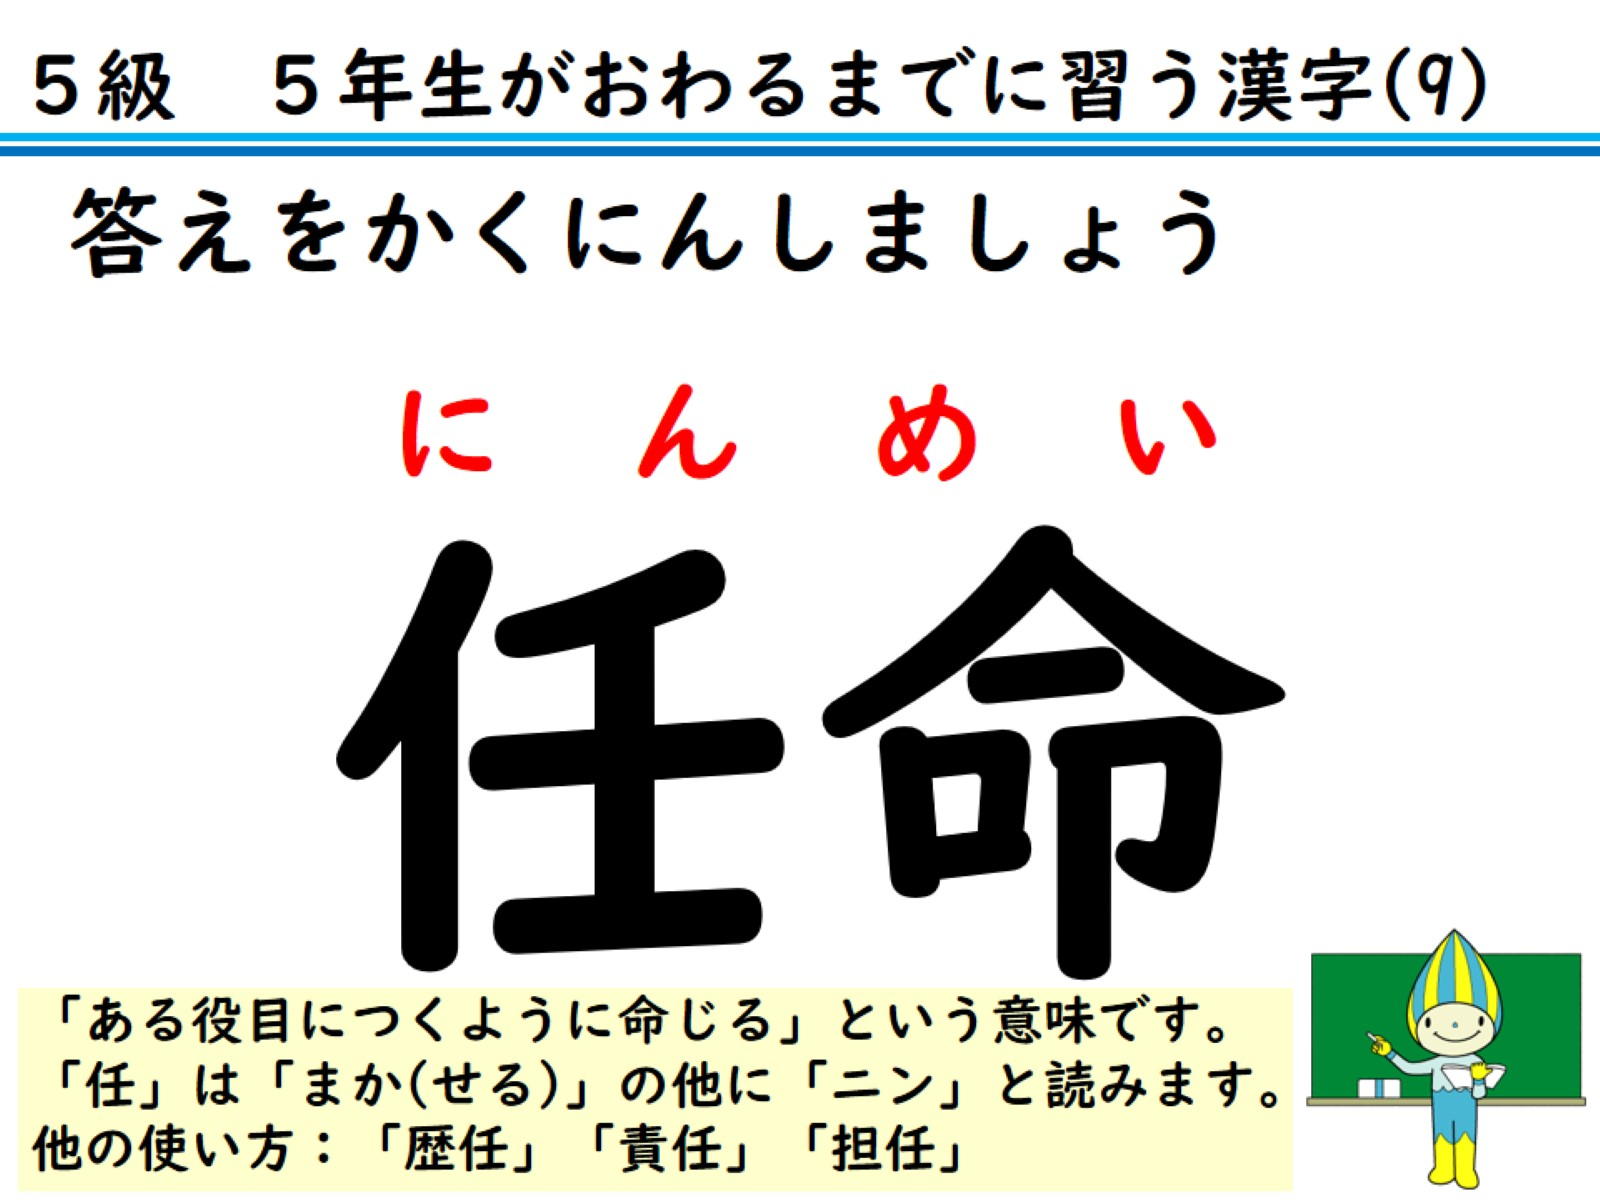 ５級　５年生がおわるまでに習う漢字(9)
答えをかくにんしましょう
にんめい
任命
「ある役目につくように命じる」という意味です。
「任」は「まか(せる)」の他に「ニン」と読みます。
他の使い方：「歴任」「責任」「担任」